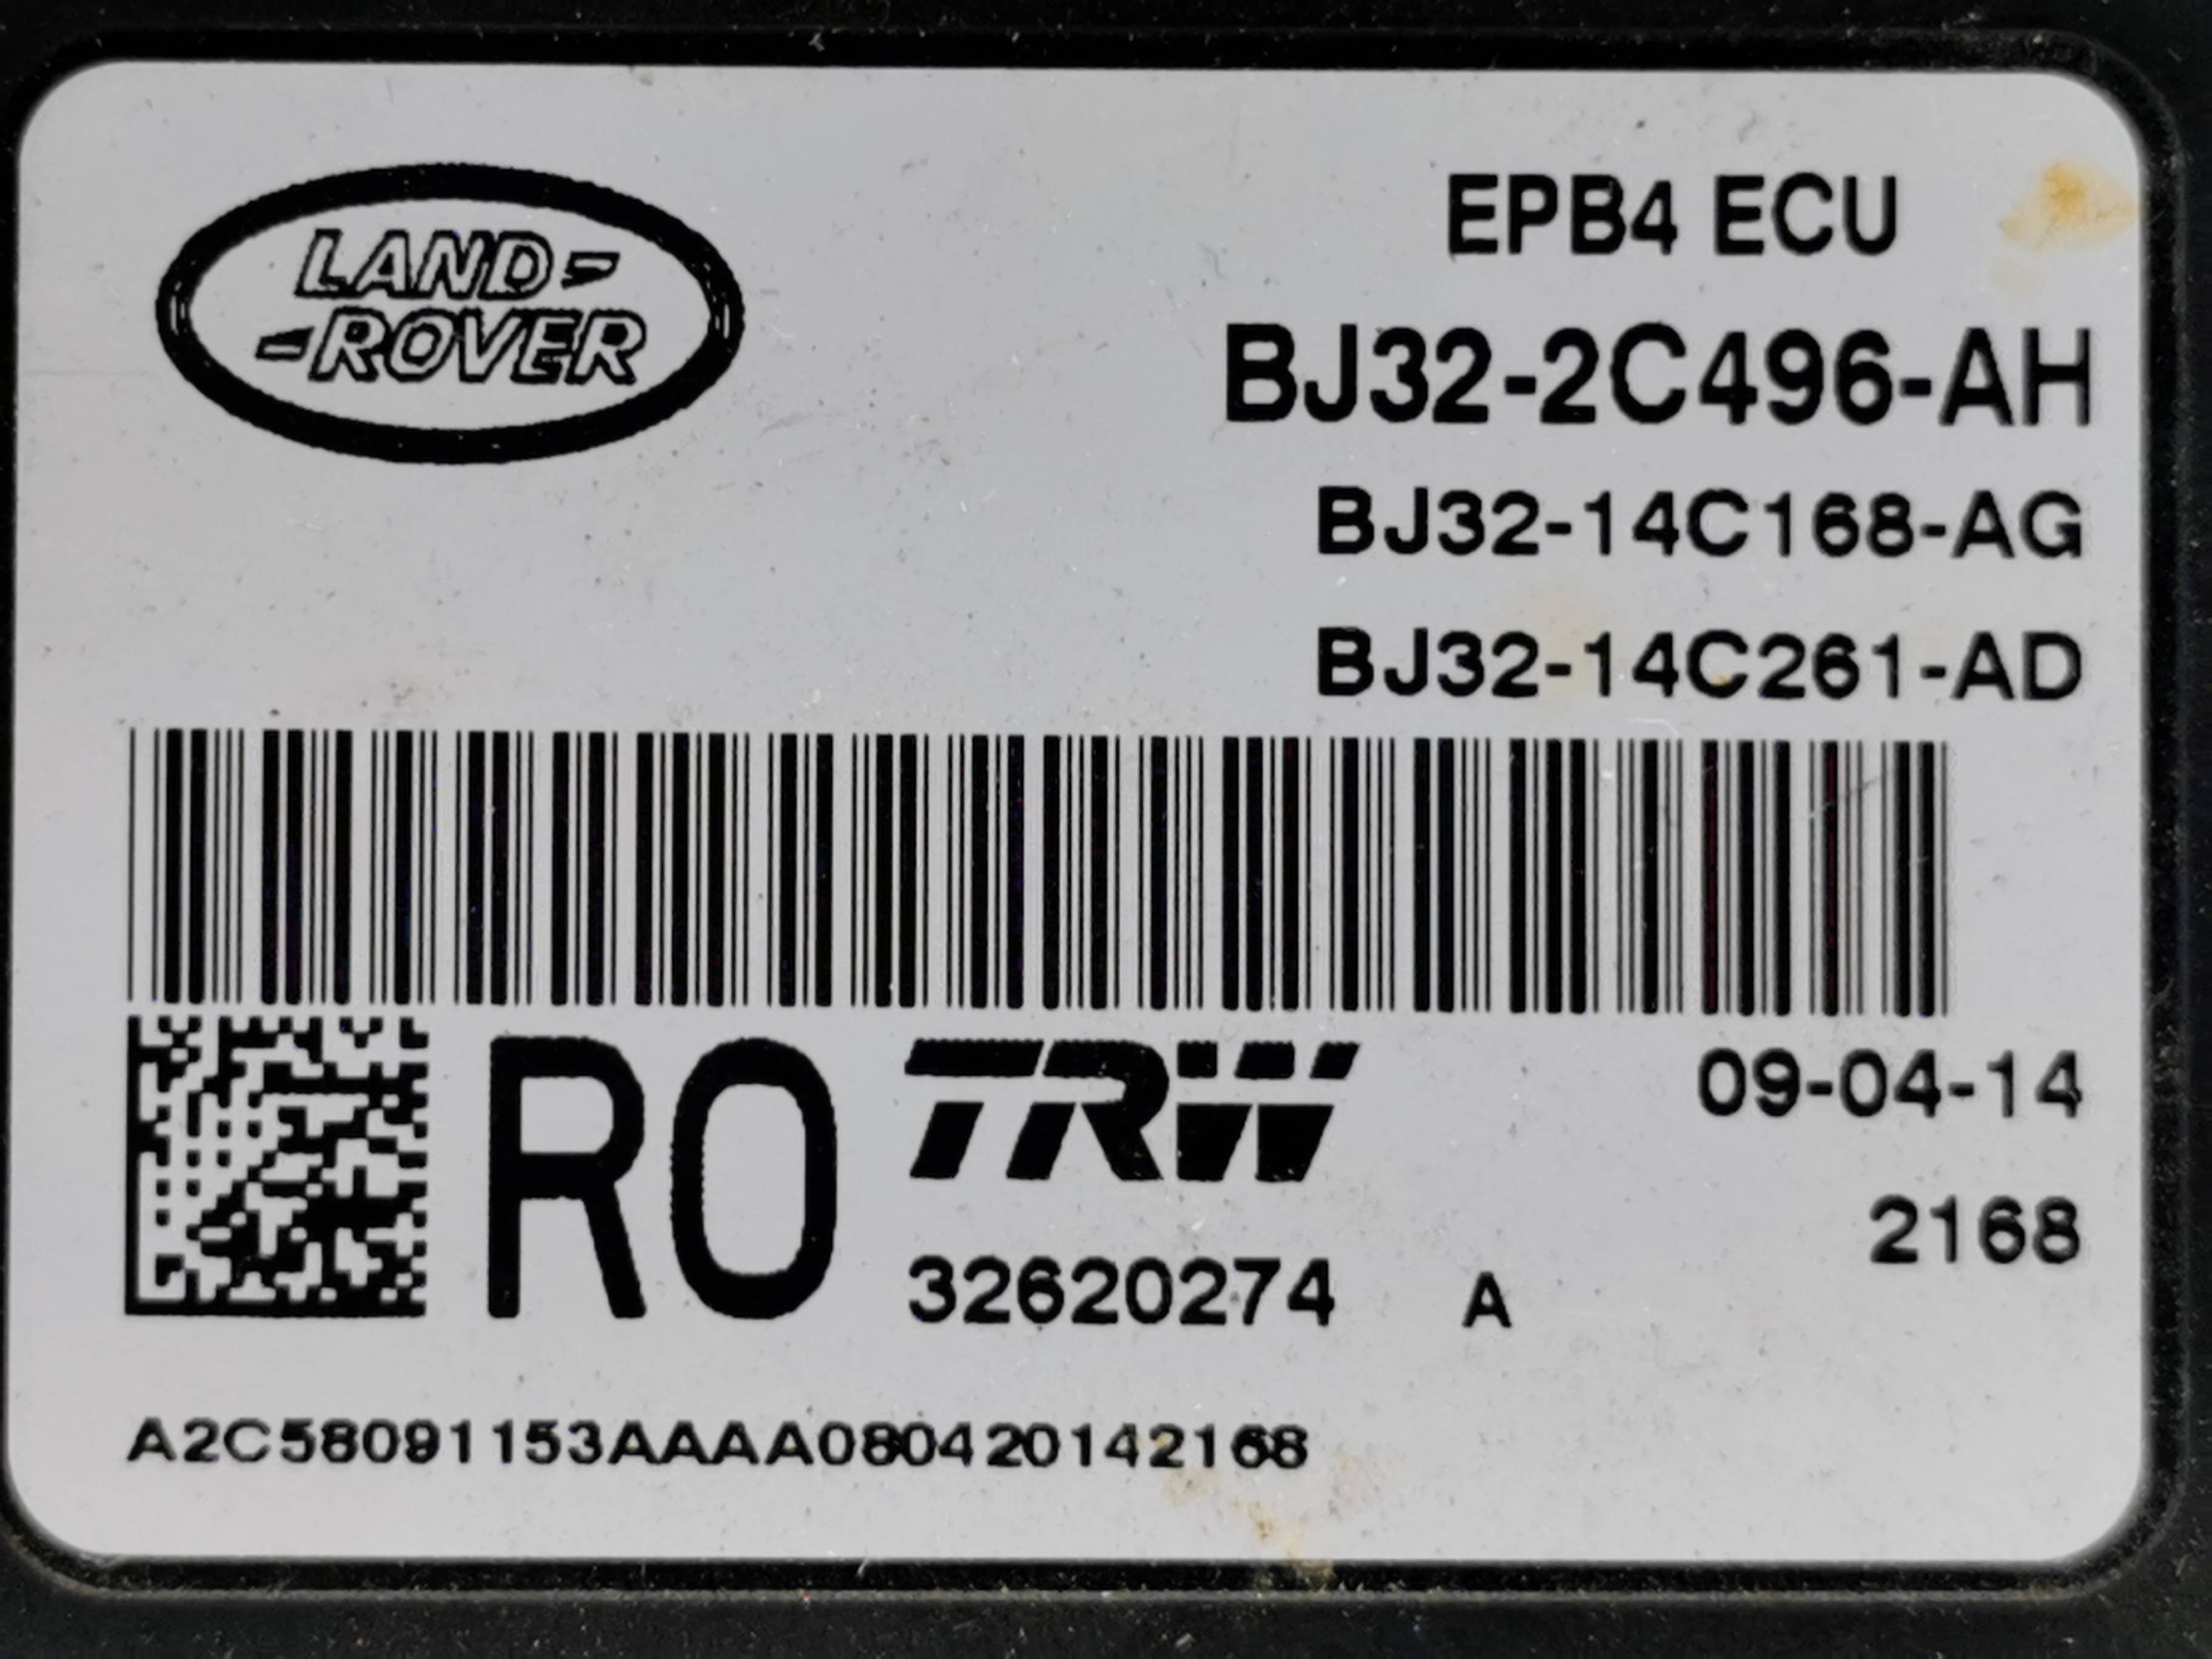 LAND-
-ROVER
EPB4 ECU
BJ32-2C496-AH
BJ32-14C168-AG
BJ32-14C261-AD
RO
TRW
09-04-14
2168
32620274 A
A2C58091153AAAA080420142168